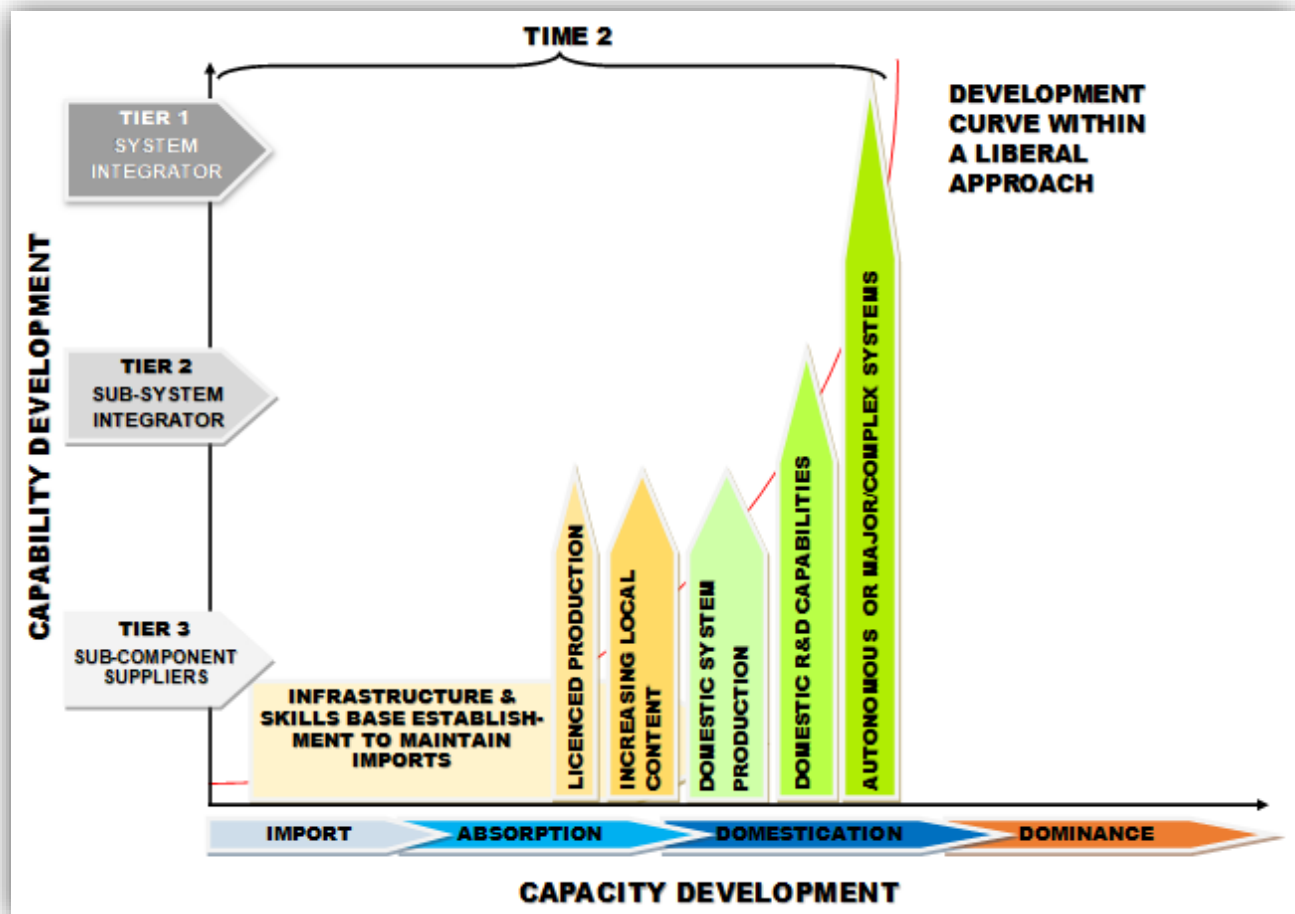 TIME 2
DEVELOPMENT
CURVE WITHIN
A LIBERAL
APPROACH
TIER 1
SYSTEM
INTEGRATOR
TIER 2
SUB-SYSTEM
INTEGRATOR
TIER 3
SUB-COMPONENT
SUPPLIERS
CAPABILITY DEVELOPMENT
INFRASTRUCTURE &
SKILLS BASE ESTABLISH-
MENT TO MAINTAIN
IMPORTS
LICENCED PRODUCTION
INCREASING LOCAL
CONTENT
DOMESTIC SYSTEM
PRODUCTION
DOMESTIC R&D CAPABILITIES
AUTONOMOUS OR MAJOR/COMPLEX SYSTEMS
IMPORT
ABSORPTION
DOMESTICATION
DOMINANCE
CAPACITY DEVELOPMENT